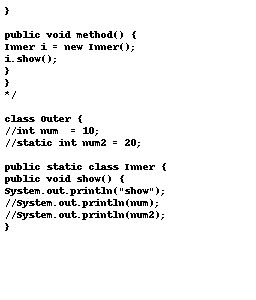 }
public void method() {
Inner i = new Inner();
i.show();
}
}
*/
class Outer {
//int num  = 10;
//static int num2 = 20;
public static class Inner {
public void show() {
System.out.println("show");
//System.out.println(num);
//System.out.println(num2);
}